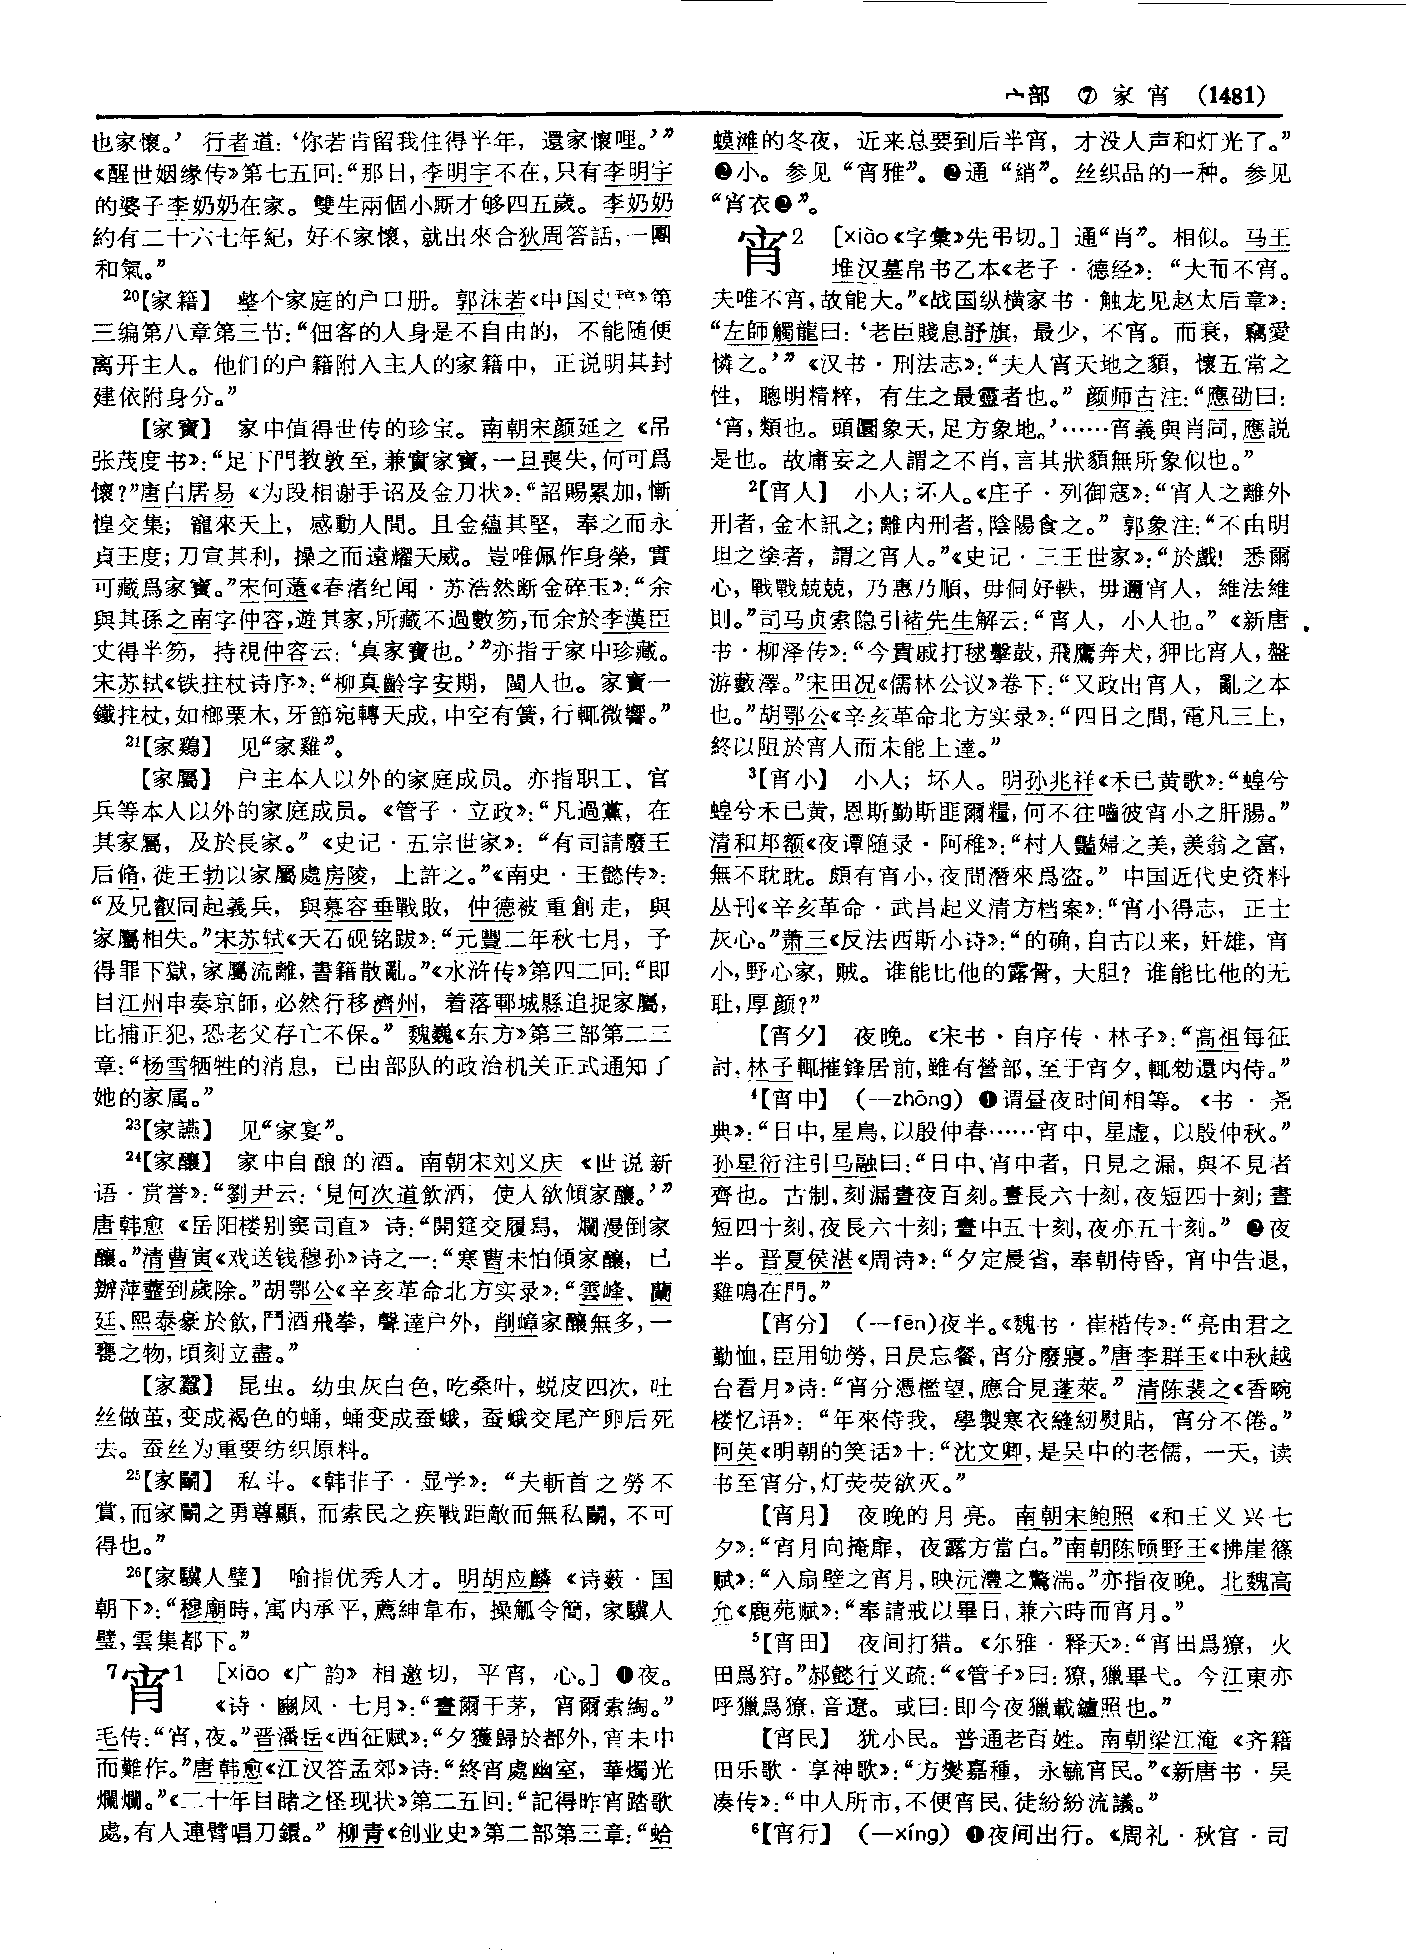 宀部 ⑦ 家 宵 (1481)
也家懷。’ 行者道：‘你若肯留我住得半年，還家懷哩。’”
《醒世姻缘传》第七五回：“那日，李明宇不在，只有李明宇
的婆子李奶奶在家。雙生兩個小厮才够四五歲。李奶奶
約有二十六七年紀，好不家懷，就出來合狄周答話，一團
和氣。”
20【家籍】 整个家庭的户口册。郭沫若《中国史稿》第
三编第八章第三节：“佃客的人身是不自由的，不能随便
离开主人。他们的户籍附入主人的家籍中，正说明其封
建依附身分。”
【家寶】 家中值得世传的珍宝。南朝宋颜延之《吊
张茂度书》：“足下門教敦至，兼實家寶，一旦喪失，何可爲
懷？”唐白居易《为段相谢手诏及金刀状》：“詔賜累加，慚
惶交集；寵來天上，感動人間。且金蕴其堅，奉之而永
貞王度；刀宣其利，操之而遠耀天威。豈唯佩作身榮，實
可藏爲家寶。”宋何薳《春渚纪闻·苏浩然断金碎玉》：“余
與其孫之南字仲容，遊其家，所藏不過數笏，而余於李漢臣
丈得半笏，持視仲容云：‘真家寶也。’”亦指于家中珍藏。
宋苏轼《铁拄杖诗序》：“柳真齡字安期，閩人也。家寶一
鐵拄杖，如楖栗木，牙節宛轉天成，中空有簧，行輒微響。”
21【家鷄】 见“家雞”。
【家屬】 户主本人以外的家庭成员。亦指职工、官
兵等本人以外的家庭成员。《管子·立政》：“凡過黨，在
其家屬，及於長家。”《史记·五宗世家》：“有司請廢王
后脩，徙王勃以家屬處房陵，上許之。”《南史·王懿传》：
“及兄叡同起義兵，與慕容垂戰敗，仲德被重創走，與
家屬相失。”宋苏轼《天石砚铭跋》：“元豐二年秋七月，予
得罪下獄，家屬流離，書籍散亂。”《水浒传》第四二回：“即
目江州申奏京師，必然行移濟州，着落鄆城縣追捉家屬，
比捕正犯，恐老父存亡不保。”魏巍《东方》第三部第二三
章：“杨雪牺牲的消息，已由部队的政治机关正式通知了
她的家属。”
23【家讌】 见“家宴”。
24【家釀】 家中自酿的酒。南朝宋刘义庆《世说新
语·赏誉》：“劉尹云：‘見何次道飲酒，使人欲傾家釀。’”
唐韩愈《岳阳楼别窦司直》诗：“開筵交履舄，爛漫倒家
釀。”清曹寅《戏送钱穆孙》诗之一：“寒曹未怕傾家釀，已
辦萍虀到歲除。”胡鄂公《辛亥革命北方实录》：“雲峰、蘭
廷、熙泰豪於飲，鬥酒飛拳，聲達户外，削嶂家釀無多，一
甕之物，頃刻立盡。”
【家蠶】 昆虫。幼虫灰白色，吃桑叶，蜕皮四次，吐
丝做茧，变成褐色的蛹，蛹变成蚕蛾，蚕蛾交尾产卵后死
去。蚕丝为重要纺织原料。
25【家鬭】 私斗。《韩非子·显学》：“夫斬首之勞不
賞，而家鬭之勇尊顯，而索民之疾戰距敵而無私鬭，不可
得也。”
26【家驥人璧】 喻指优秀人才。明胡应麟《诗薮·国
朝下》：“穆廟時，寓内承平，薦紳韋布，操觚令簡，家驥人
璧，雲集都下。”
7宵1 [xiāo《广韵》相邀切，平宵，心。] ❶夜。
《诗·豳风·七月》：“晝爾于茅，宵爾索綯。”
毛传：“宵，夜。”晋潘岳《西征赋》：“夕獲歸於都外，宵未中
而難作。”唐韩愈《江汉答孟郊》诗：“終宵處幽室，華燭光
爛爛。”《二十年目睹之怪现状》第二五回：“記得昨宵踏歌
處，有人連臂唱刀鐶。”柳青《创业史》第二部第三章：“蛤
蟆滩的冬夜，近来总要到后半宵，才没人声和灯光了。”
❷小。参见“宵雅”。❷通“綃”。丝织品的一种。参见
“宵衣❷”。
宵2 [xiào《字彙》先弔切。] 通“肖”。相似。马王
堆汉墓帛书乙本《老子·德经》：“大而不宵。
夫唯不宵，故能大。”《战国纵横家书·触龙见赵太后章》：
“左師觸龍曰：‘老臣賤息訏旗，最少，不宵。而衰，竊愛
憐之。’”《汉书·刑法志》：“夫人宵天地之貌，懷五常之
性，聰明精粹，有生之最靈者也。”颜师古注：“應劭曰：
‘宵，類也。頭圜象天，足方象地。’……宵義與肖同，應説
是也。故庸妄之人謂之不肖，言其狀貌無所象似也。”
2【宵人】 小人；坏人。《庄子·列御寇》：“宵人之離外
刑者，金木訊之；離内刑者，陰陽食之。”郭象注：“不由明
坦之塗者，謂之宵人。”《史记·三王世家》：“於戲！悉爾
心，戰戰兢兢，乃惠乃順，毋侗好軼，毋邇宵人，維法維
則。”司马贞索隐引褚先生解云：“宵人，小人也。”《新唐
书·柳泽传》：“今貴戚打毬擊鼓，飛鷹奔犬，狎比宵人，盤
游藪澤。”宋田况《儒林公议》卷下：“又政出宵人，亂之本
也。”胡鄂公《辛亥革命北方实录》：“四日之間，電凡三上，
終以阻於宵人而未能上達。”
3【宵小】 小人；坏人。明孙兆祥《禾已黄歌》：“蝗兮
蝗兮禾已黄，恩斯勤斯匪爾糧，何不往嚙彼宵小之肝腸。”
清和邦额《夜谭随录·阿稚》：“村人豔婦之美，羨翁之富，
無不耽耽。頗有宵小，夜間潛來爲盗。”中国近代史资料
丛刊《辛亥革命·武昌起义清方档案》：“宵小得志，正士
灰心。”萧三《反法西斯小诗》：“的确，自古以来，奸雄，宵
小，野心家，贼。谁能比他的露骨，大胆？谁能比他的无
耻，厚颜？”
【宵夕】 夜晚。《宋书·自序传·林子》：“高祖每征
討，林子輒摧鋒居前，雖有營部，至于宵夕，輒勑還内侍。”
4【宵中】 （—zhōng）❶谓昼夜时间相等。《书·尧
典》：“日中，星鳥，以殷仲春……宵中，星虚，以殷仲秋。”
孙星衍注引马融曰：“日中、宵中者，日見之漏，與不見者
齊也。古制，刻漏晝夜百刻。晝長六十刻，夜短四十刻；晝
短四十刻，夜長六十刻；晝中五十刻，夜亦五十刻。”❷夜
半。晋夏侯湛《周诗》：“夕定晨省，奉朝侍昏，宵中告退，
雞鳴在門。”
【宵分】 （—fēn）夜半。《魏书·崔楷传》：“亮由君之
勤恤，臣用劬勞，日昃忘餐，宵分廢寢。”唐李群玉《中秋越
台看月》诗：“宵分憑檻望，應合見蓬萊。”清陈裴之《香畹
楼忆语》：“年來侍我，學製寒衣縫紉熨貼，宵分不倦。”
阿英《明朝的笑话》十：“沈文卿，是吴中的老儒，一天，读
书至宵分，灯荧荧欲灭。”
【宵月】 夜晚的月亮。南朝宋鲍照《和王义兴七
夕》：“宵月向掩扉，夜露方當白。”南朝陈顾野王《拂崖篠
赋》：“入扇壁之宵月，映沅澧之驚湍。”亦指夜晚。北魏高
允《鹿苑赋》：“奉請戒以畢日，兼六時而宵月。”
5【宵田】 夜间打猎。《尔雅·释天》：“宵田爲獠，火
田爲狩。”郝懿行义疏：“《管子》曰：獠，獵畢弋。今江東亦
呼獵爲獠，音遼。或曰：即今夜獵載鑪照也。”
【宵民】 犹小民。普通老百姓。南朝梁江淹《齐籍
田乐歌·享神歌》：“方燮嘉種，永毓宵民。”《新唐书·吴
凑传》：“中人所市，不便宵民，徒紛紛流議。”
6【宵行】 （—xíng）❶夜间出行。《周礼·秋官·司